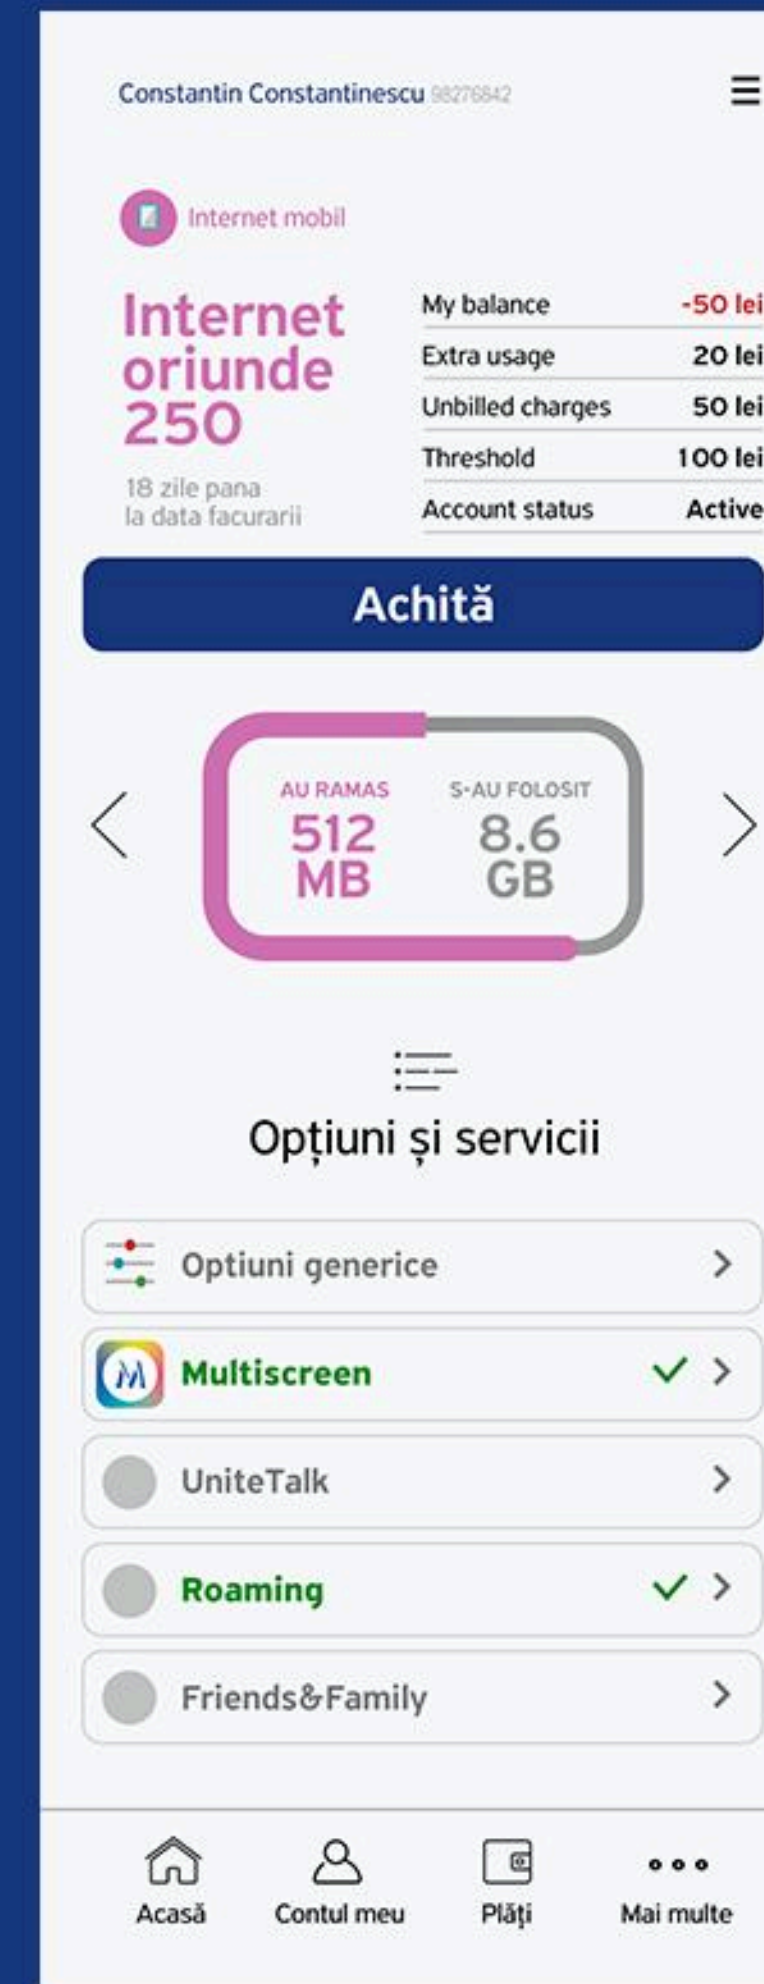 Constantin Constantinescu 98276842
Internet mobil
Internet
oriunde
250
18 zile pana
la data facurarii
My balance -50 lei
Extra usage 20 lei
Unbilled charges 50 lei
Threshold 100 lei
Account status Active
Achită
AU RAMAS
512
MB
S-AU FOLOSIT
8.6
GB
Opțiuni și servicii
Optiuni generice
Multiscreen
UniteTalk
Roaming
Friends&Family
Acasă
Contul meu
Plăți
Mai multe